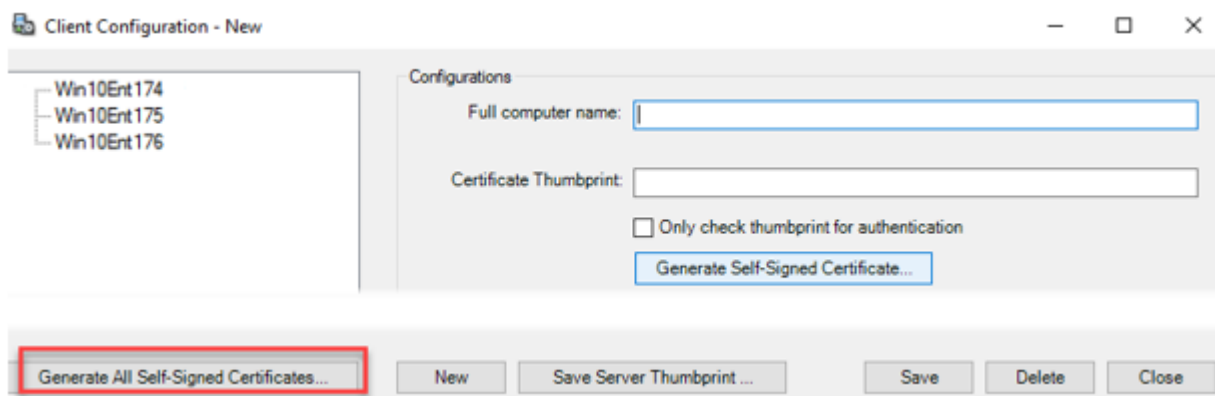 Client Configuration - New
Win10Ent174
Win10Ent175
Win10Ent176
Configurations
Full computer name:
Certificate Thumbprint:
Only check thumbprint for authentication
Generate Self-Signed Certificate...
Generate All Self-Signed Certificates...
New
Save Server Thumbprint ...
Save
Delete
Close